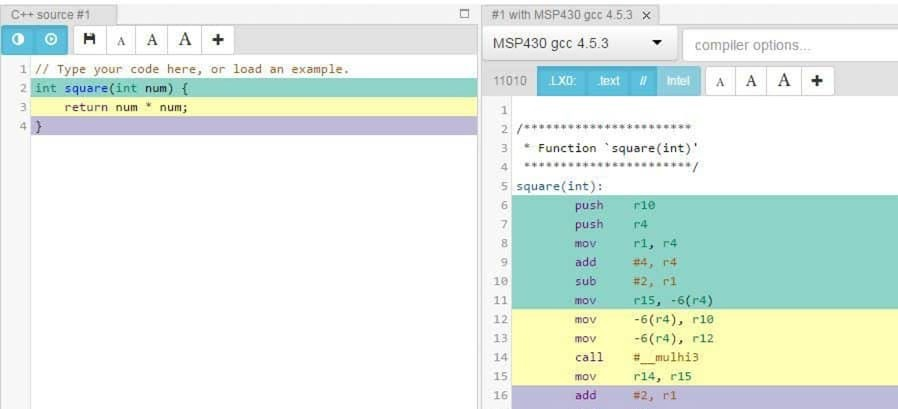 C++ source #1
A A A +
1 // Type your code here, or load an example.
2 int square(int num) {
3     return num * num;
4 }
#1 with MSP430 gcc 4.5.3 x
MSP430 gcc 4.5.3 compiler options...
11010 .LX0: .text // Intel A A A +
1
2 /***********************
3  * Function `square(int)'
4  ***********************/
5 square(int):
6         push    r10
7         push    r4
8         mov     r1, r4
9         add     #4, r4
10         sub     #2, r1
11         mov     r15, -6(r4)
12         mov     -6(r4), r10
13         mov     -6(r4), r12
14         call    #__mulhi3
15         mov     r14, r15
16         add     #2, r1